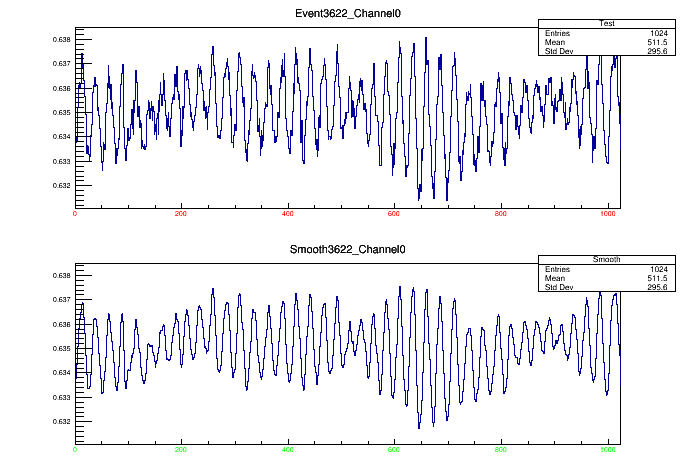 Event3622_Channel0
Test
Entries 1024
Mean 511.5
Std Dev 295.6
0.638
0.637
0.636
0.635
0.634
0.633
0.632
0 200 400 600 800 1000
Smooth3622_Channel0
Smooth
Entries 1024
Mean 511.5
Std Dev 295.6
0.638
0.637
0.636
0.635
0.634
0.633
0.632
0 200 400 600 800 1000